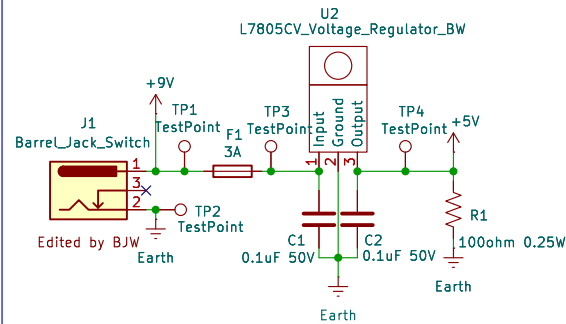 U2
L7805CV_Voltage_Regulator_BW
+9V
J1
Barrel_Jack_Switch
TP1
TestPoint
F1
3A
TP3
TestPoint
Input
Ground
Output
TP4
TestPoint
+5V
1
3
2
1
2
3
TP2
TestPoint
Edited by BJW
Earth
C1
0.1uF 50V
C2
0.1uF 50V
R1
100ohm 0.25W
Earth
Earth